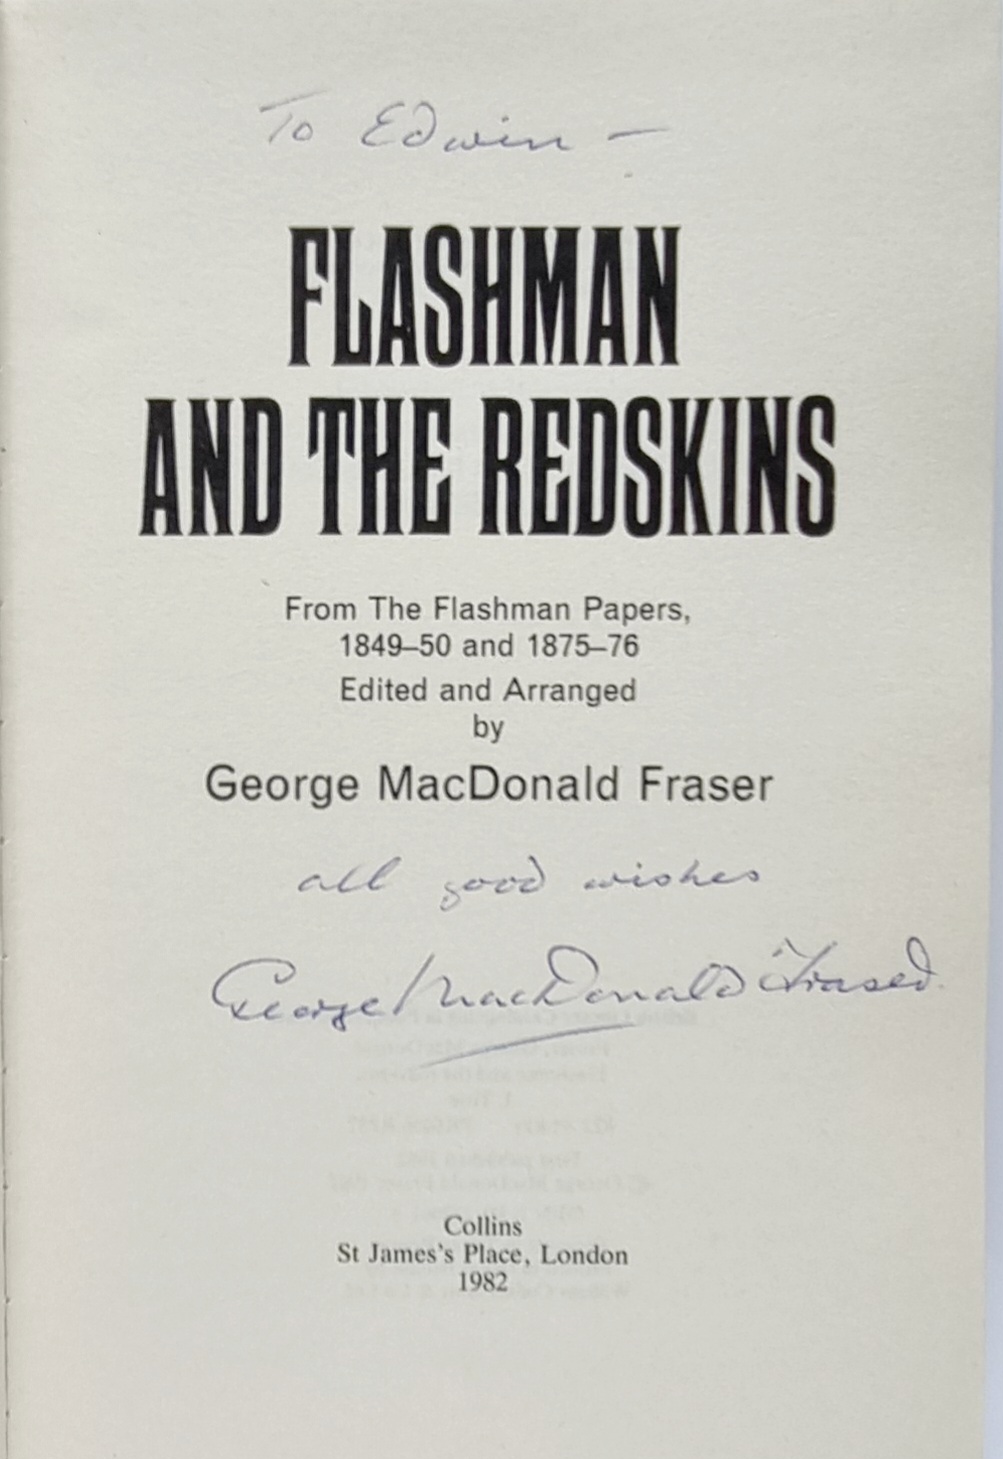 To Edwin –
FLASHMAN
AND THE REDSKINS
From The Flashman Papers,
1849–50 and 1875–76
Edited and Arranged
by
George MacDonald Fraser
all good wishes
George MacDonald Fraser
Collins
St James's Place, London
1982